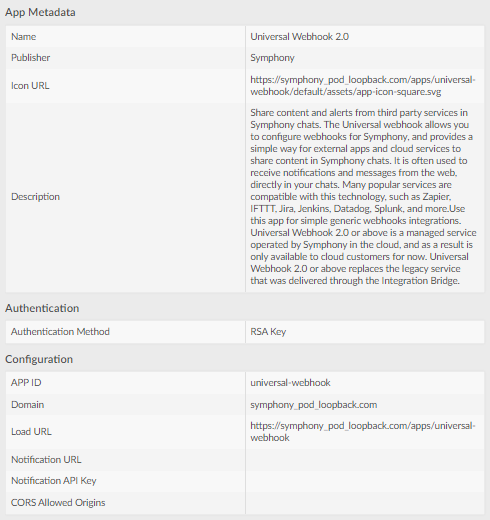 App Metadata
Name
Universal Webhook 2.0
Publisher
Symphony
Icon URL
https://symphony_pod_loopback.com/apps/universal-
webhook/default/assets/app-icon-square.svg
Description
Share content and alerts from third party services in
Symphony chats. The Universal webhook allows you
to configure webhooks for Symphony, and provides a
simple way for external apps and cloud services to
share content in Symphony chats. It is often used to
receive notifications and messages from the web,
directly in your chats. Many popular services are
compatible with this technology, such as Zapier,
IFTTT, Jira, Jenkins, Datadog, Splunk, and more.Use
this app for simple generic webhooks integrations.
Universal Webhook 2.0 or above is a managed service
operated by Symphony in the cloud, and as a result is
only available to cloud customers for now. Universal
Webhook 2.0 or above replaces the legacy service
that was delivered through the Integration Bridge.
Authentication
Authentication Method
RSA Key
Configuration
APP ID
universal-webhook
Domain
symphony_pod_loopback.com
Load URL
https://symphony_pod_loopback.com/apps/universal-
webhook
Notification URL
Notification API Key
CORS Allowed Origins